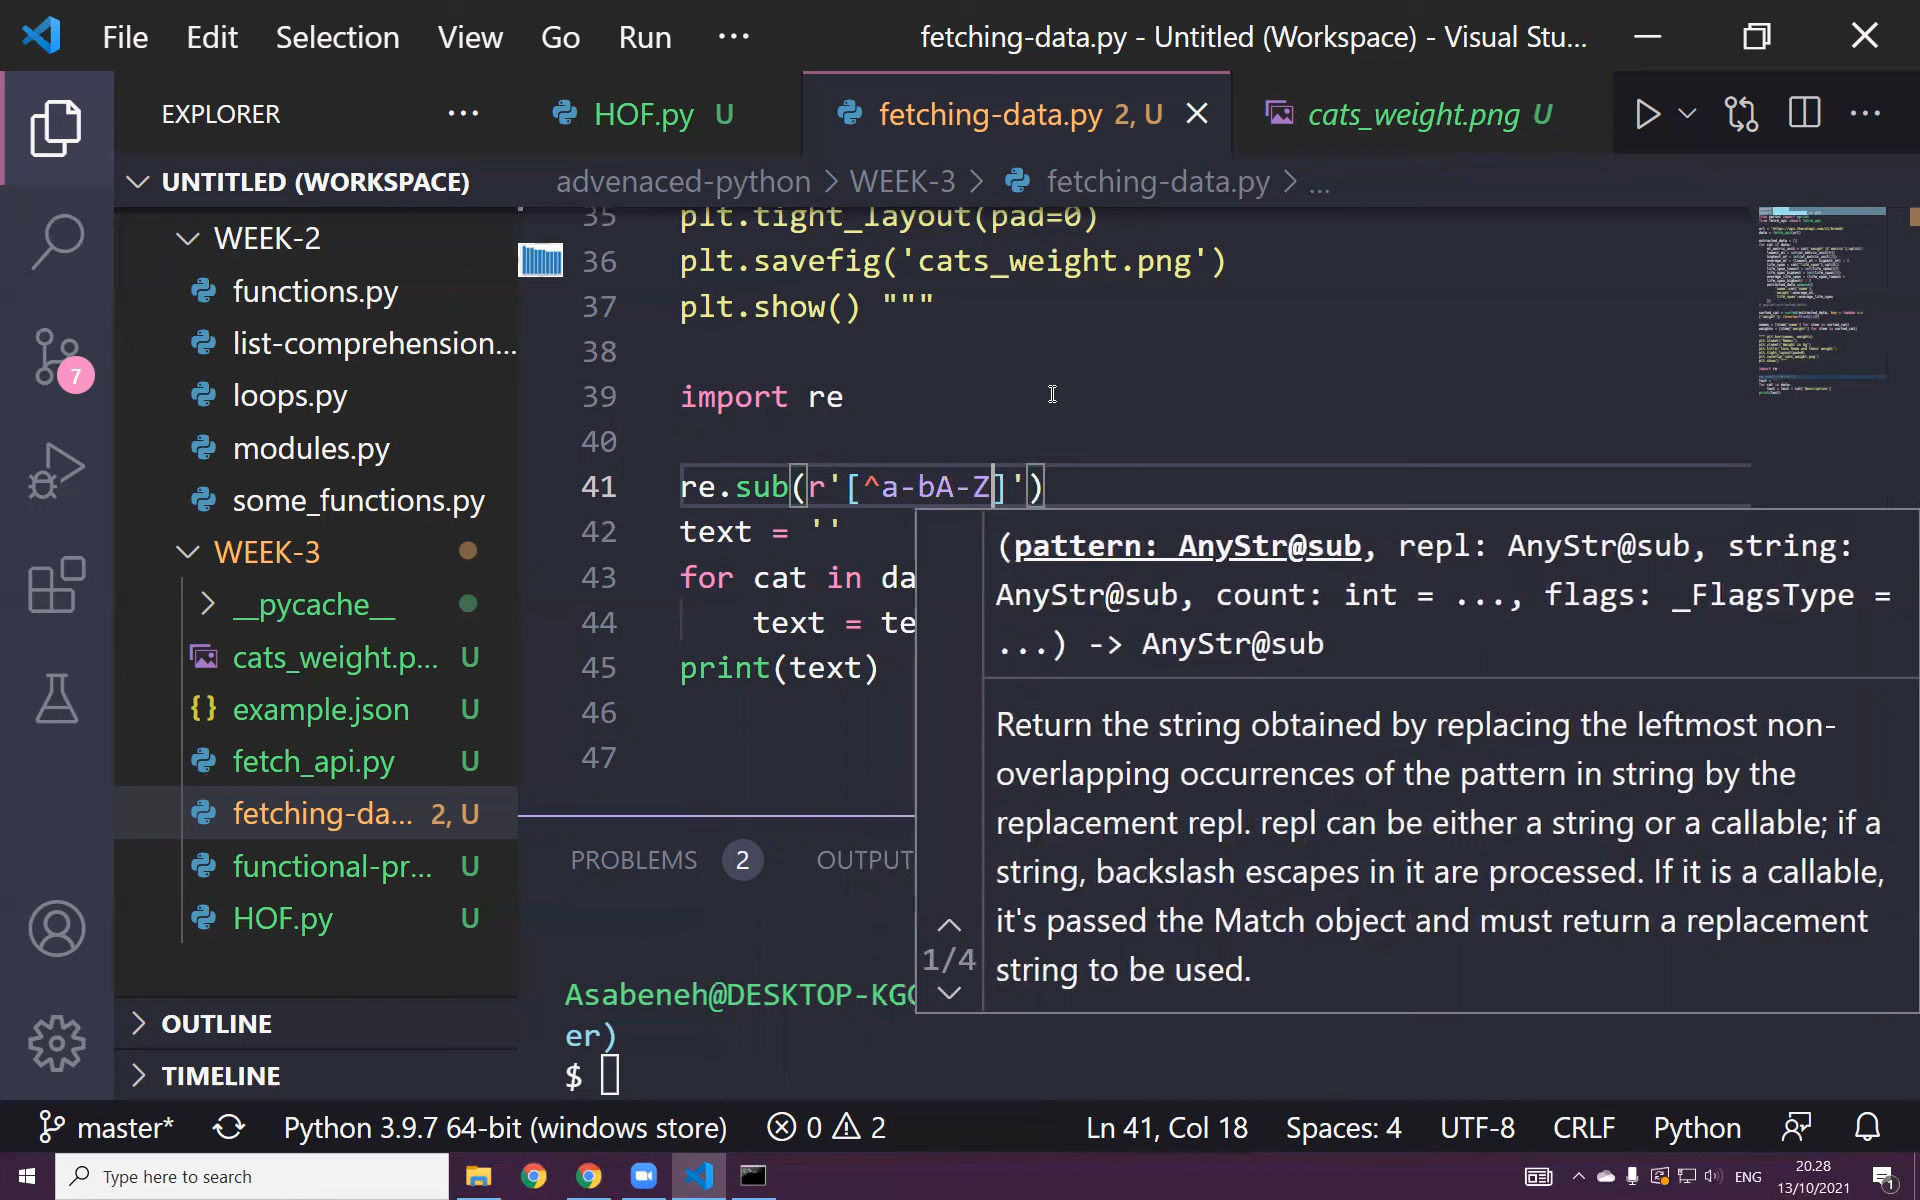 File Edit Selection View Go Run ··· fetching-data.py - Untitled (Workspace) - Visual Stu...
EXPLORER ···
HOF.py U fetching-data.py 2, U cats_weight.png U
UNTITLED (WORKSPACE)
advenaced-python > WEEK-3 > fetching-data.py > ...
WEEK-2
functions.py
list-comprehension...
loops.py
modules.py
some_functions.py
WEEK-3
__pycache__
cats_weight.p... U
example.json U
fetch_api.py U
fetching-da... 2, U
functional-pr... U
HOF.py U
OUTLINE
TIMELINE
7
35 plt.tight_layout(pad=0)
36 plt.savefig('cats_weight.png')
37 plt.show() """
38
39 import re
40
41 re.sub(r'[^a-bA-Z]')
42 text = ''
43 for cat in da
44 text = te
45 print(text)
46
47
(pattern: AnyStr@sub, repl: AnyStr@sub, string:
AnyStr@sub, count: int = ..., flags: _FlagsType =
...) -> AnyStr@sub
Return the string obtained by replacing the leftmost non-
overlapping occurrences of the pattern in string by the
replacement repl. repl can be either a string or a callable; if a
string, backslash escapes in it are processed. If it is a callable,
it's passed the Match object and must return a replacement
string to be used.
1/4
PROBLEMS 2 OUTPUT
Asabeneh@DESKTOP-KGC
er)
$
master* Python 3.9.7 64-bit (windows store) 0 2 Ln 41, Col 18 Spaces: 4 UTF-8 CRLF Python
Type here to search ENG 20.28
13/10/2021 1